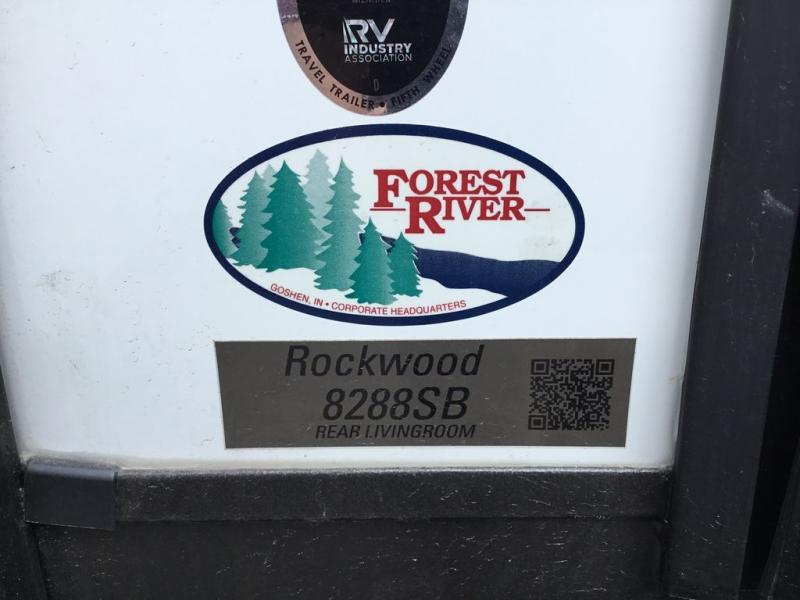 RV
INDUSTRY
ASSOCIATION
D
TRAVEL TRAILER • FIFTH WHEEL
FOREST
RIVER
GOSHEN, IN • CORPORATE HEADQUARTERS
Rockwood
8288SB
REAR LIVINGROOM